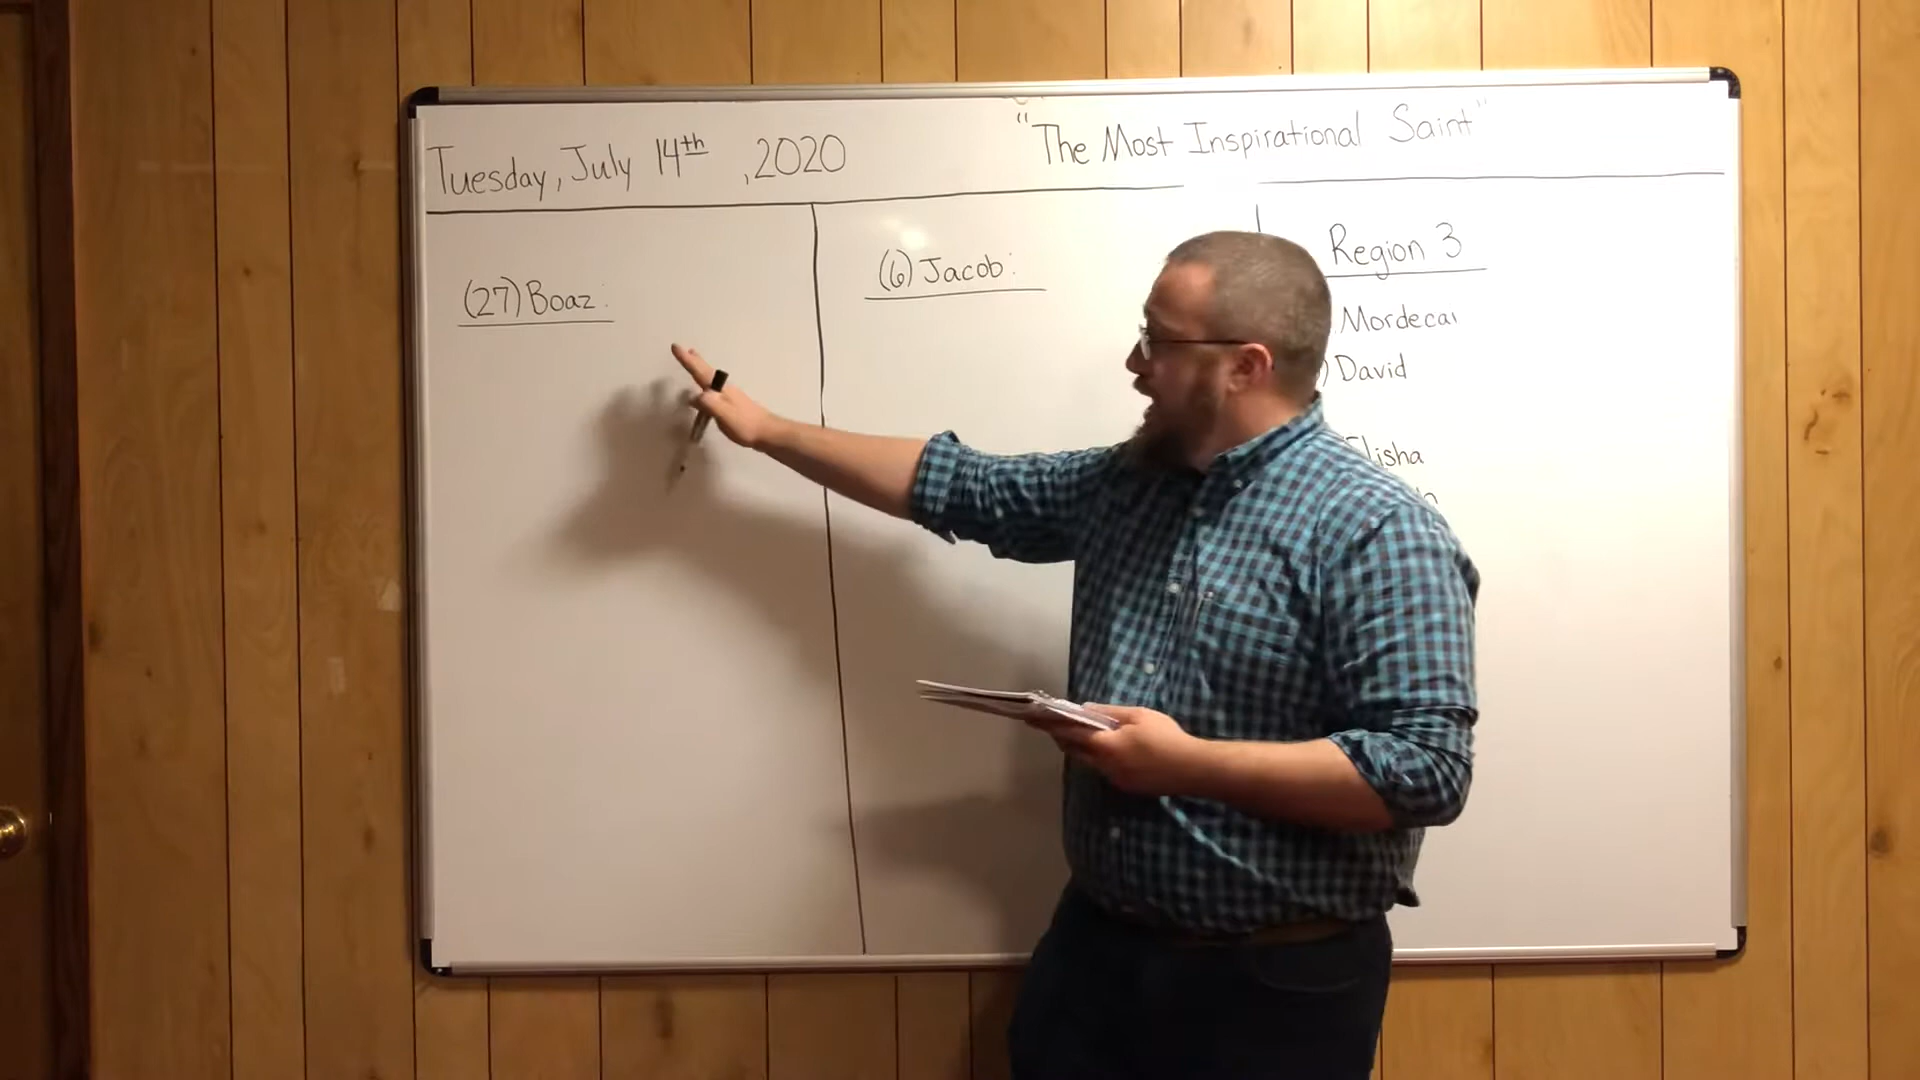 Tuesday, July 14th, 2020
"The Most Inspirational Saint"
(27) Boaz:
(6) Jacob:
Region 3
Mordecai
) David
Elisha